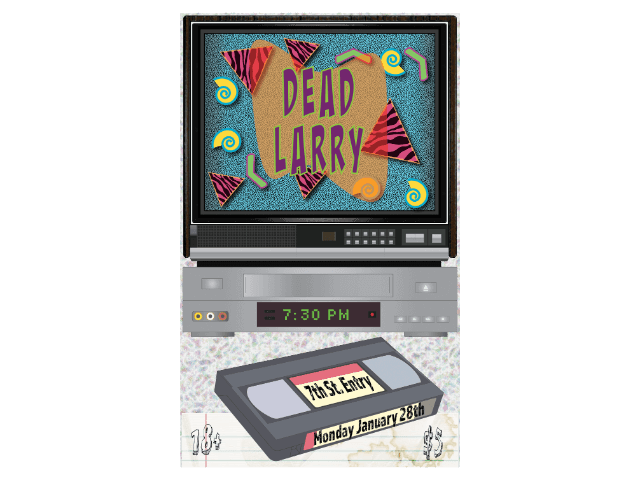 DEAD
LARRY
7:30 PM
7th St. Entry
Monday January 28th
18+
$5